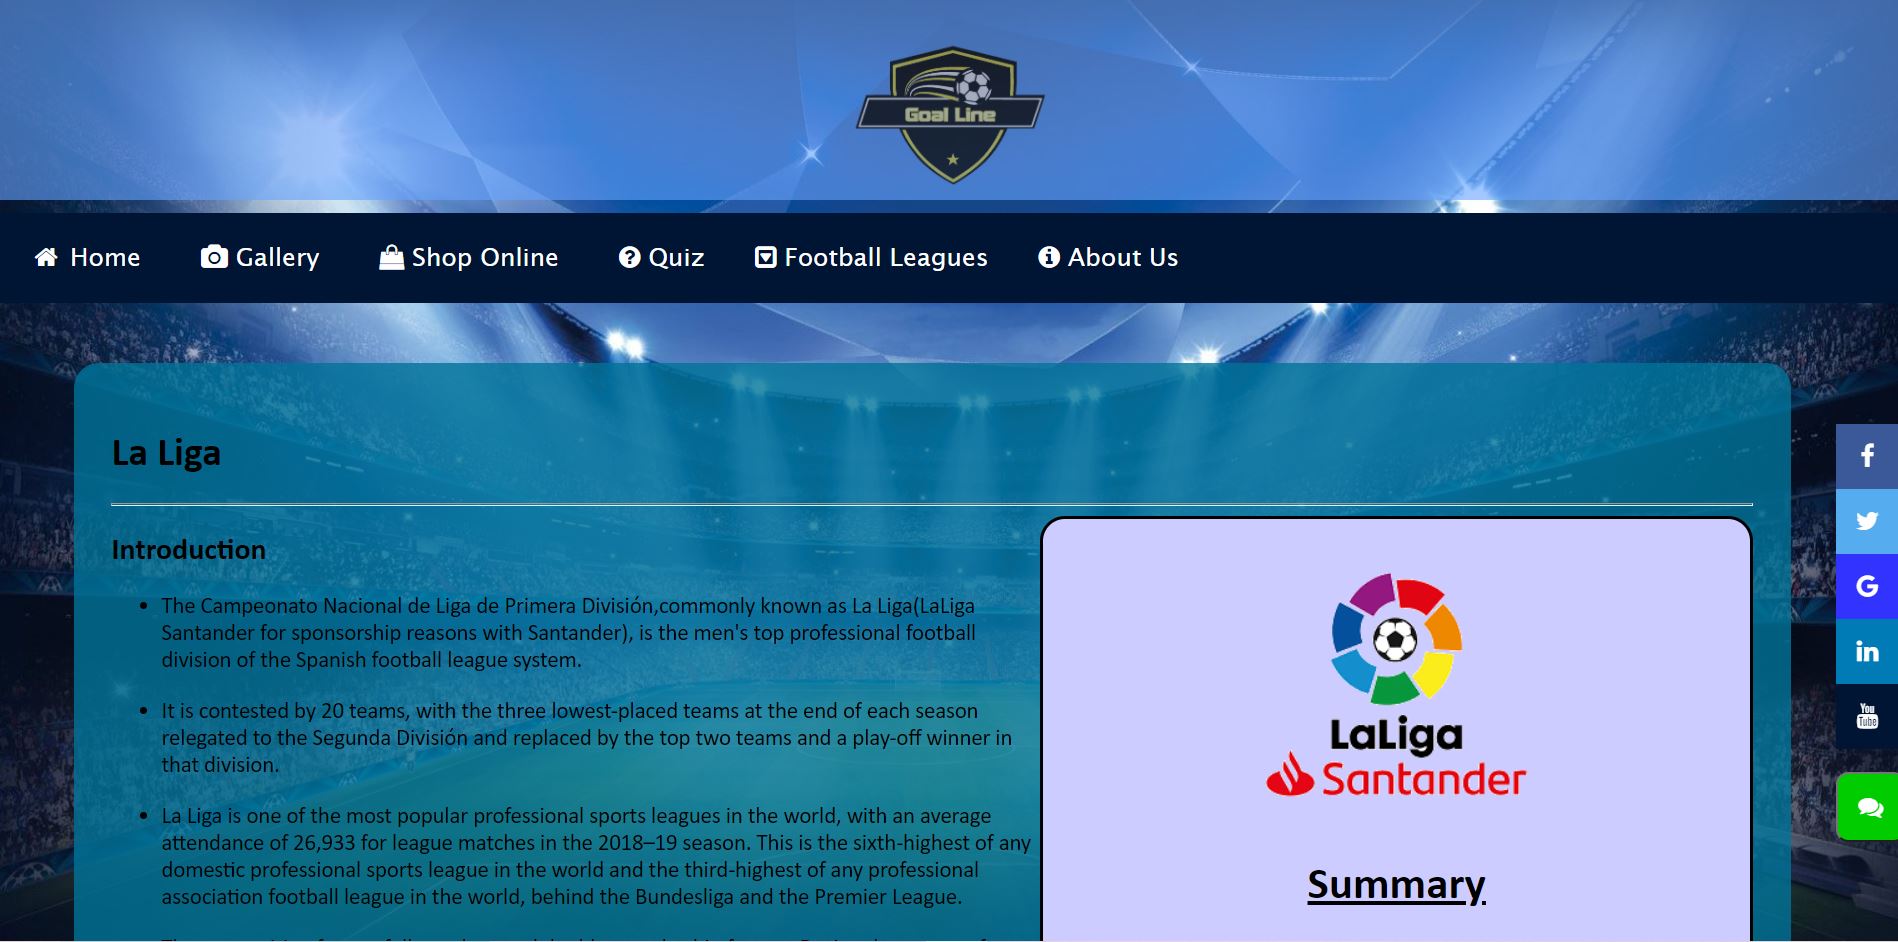 Goal Line
Home
Gallery
Shop Online
Quiz
Football Leagues
About Us
La Liga
Introduction
The Campeonato Nacional de Liga de Primera División,commonly known as La Liga(LaLiga
Santander for sponsorship reasons with Santander), is the men's top professional football
division of the Spanish football league system.
It is contested by 20 teams, with the three lowest-placed teams at the end of each season
relegated to the Segunda División and replaced by the top two teams and a play-off winner in
that division.
La Liga is one of the most popular professional sports leagues in the world, with an average
attendance of 26,933 for league matches in the 2018–19 season. This is the sixth-highest of any
domestic professional sports league in the world and the third-highest of any professional
association football league in the world, behind the Bundesliga and the Premier League.
LaLiga
Santander
Summary
f
G
in
You
Tube